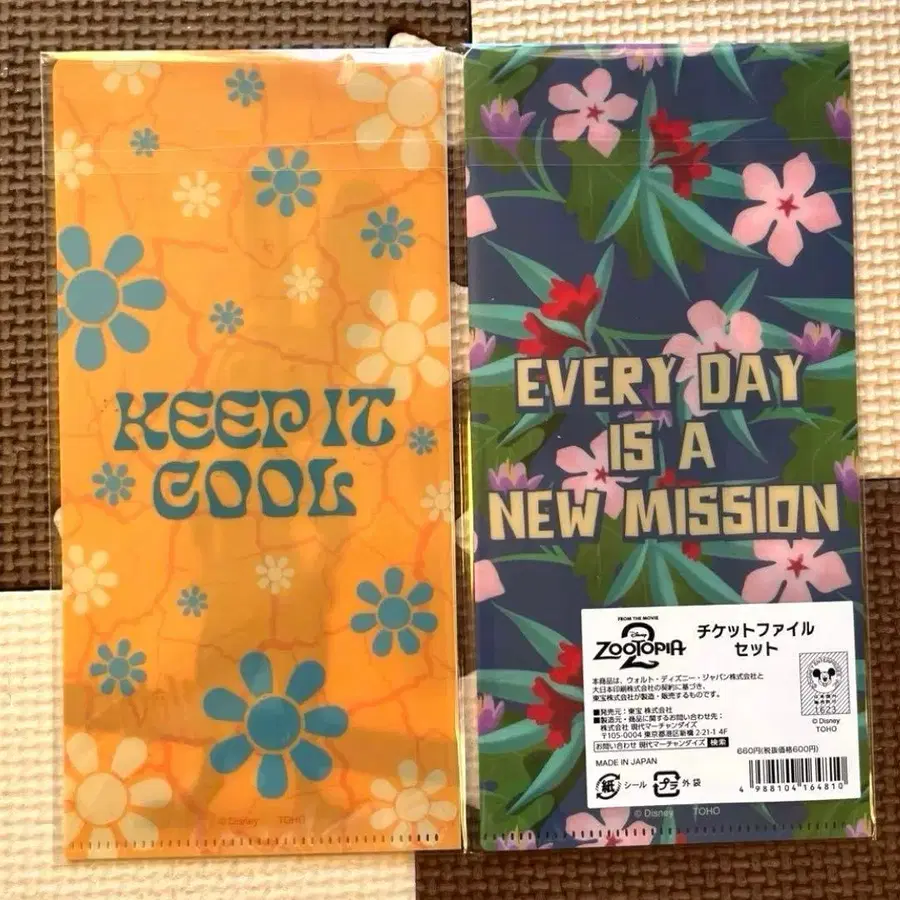 KEEP IT
COOL
© Disney TOHO
EVERY DAY
IS A
NEW MISSION
FROM THE MOVIE
Disney
ZOOTOPIA
2
チケットファイル
セット
本商品は、ウォルト・ディズニー・ジャパン株式会社と
大日本印刷株式会社の契約に基づき、
東宝株式会社が製造・販売するものです。
■発売元:東宝 株式会社
■製造元・商品に関するお問い合わせ先:
株式会社 現代マーチャンダイズ
〒105-0004 東京都港区新橋 2-21-1 4F
お問い合わせ 現代マーチャンダイズ 検索
MADE IN JAPAN
紙 シール プラ 外袋
1623
© Disney
TOHO
660円(税抜価格600円)
4 988104 164810
© Disney TOHO